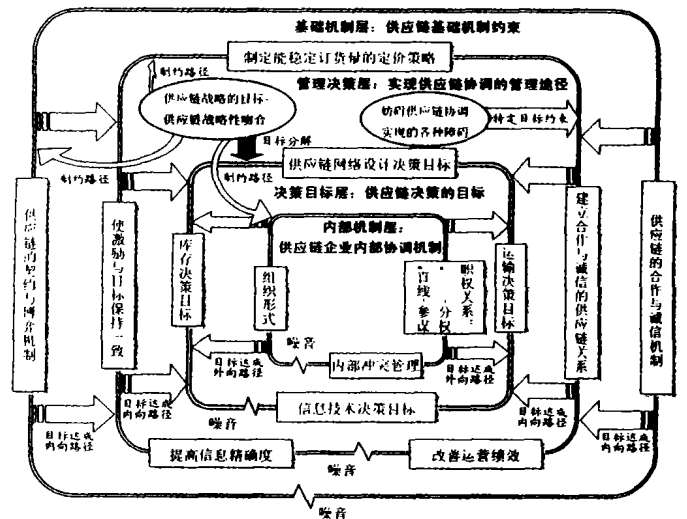 基础机制层：供应链基础机制约束
制定能稳定订货量的定价策略
制约路径
管理决策层：实现供应链协调的管理途径
供应链战略的目标-
供应链战略性吻合
妨碍供应链协调
实现的各种障碍
特定目标约束
目标分解
供应链网络设计决策目标
制约路径
制约路径
决策目标层：供应链决策的目标
内部机制层：
供应链企业内部协调机制
供应链的契约与博弈机制
使激励与目标保持一致
库存决策目标
组织形式
职权关系：
直线·参谋
分权
运输决策目标
建立合作与诚信的供应链关系
供应链的合作与诚信机制
噪音
目标达成
外向路径
内部冲突管理
目标达成
外向路径
目标达成
内向路径
目标达成
内向路径
信息技术决策目标
噪音
目标达成
内向路径
目标达成
内向路径
提高信息精确度
噪音
改善运营绩效
噪音